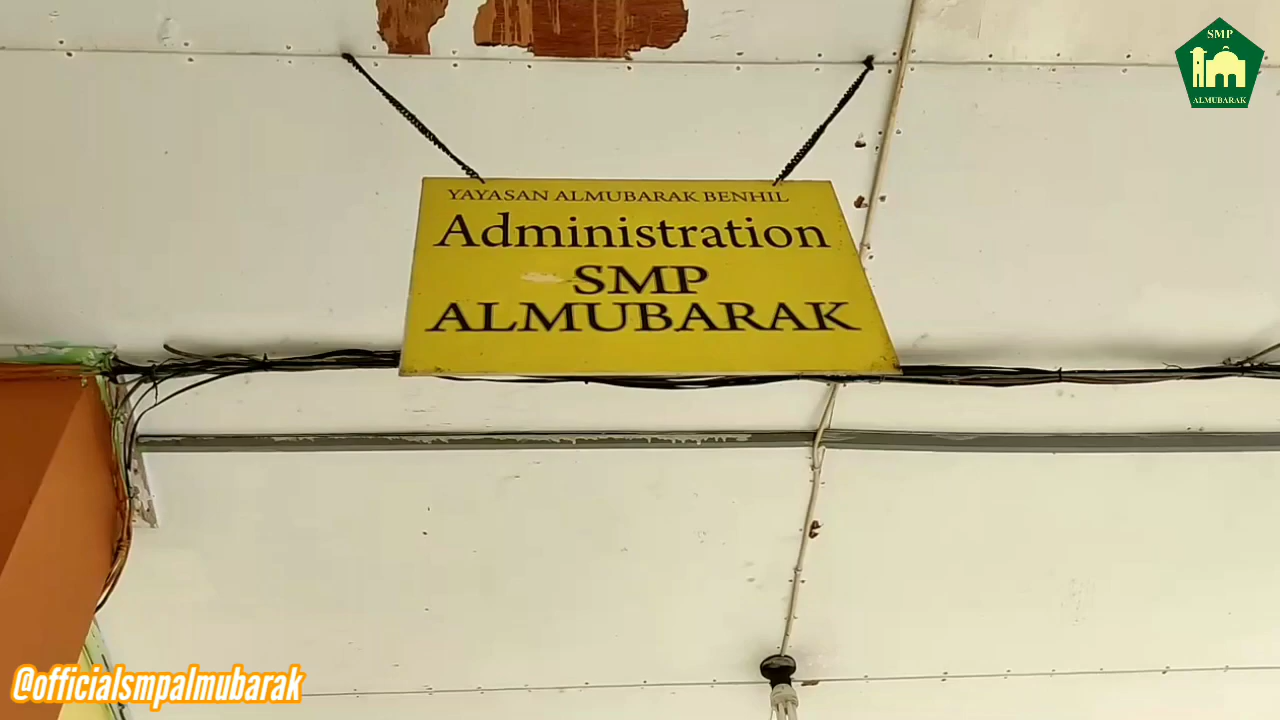 SMP
ALMUBARAK
YAYASAN ALMUBARAK BENHIL
Administration
SMP
ALMUBARAK
@officialsmpalmubarak